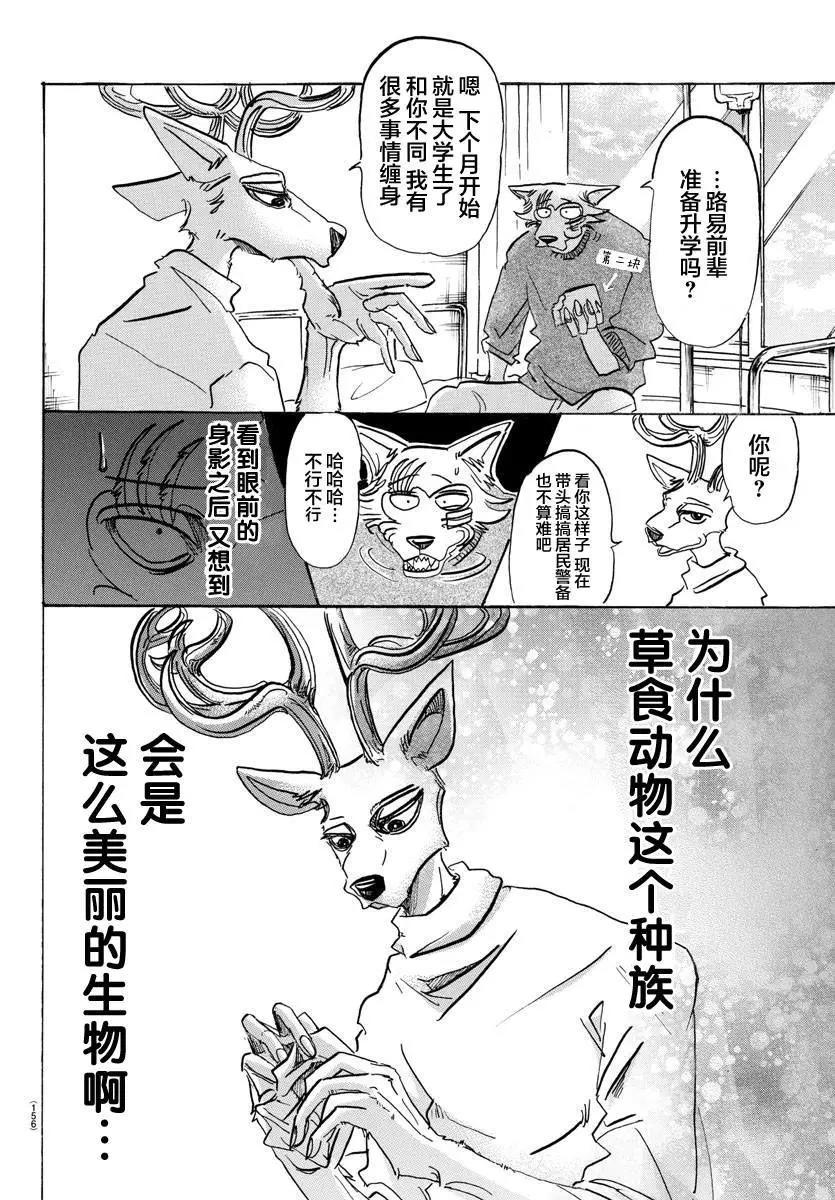 …路易前辈
准备升学吗？
第二块
嗯 下个月开始
就是大学生了
和你不同 我有
很多事情缠身
你呢？
看你这样子 现在
带头搞搞居民警备
也不算难吧
哈哈哈…
不行不行
看到眼前的
身影之后 又想到
为什么
草食动物这个种族
会是
这么美丽的生物啊…
(156)